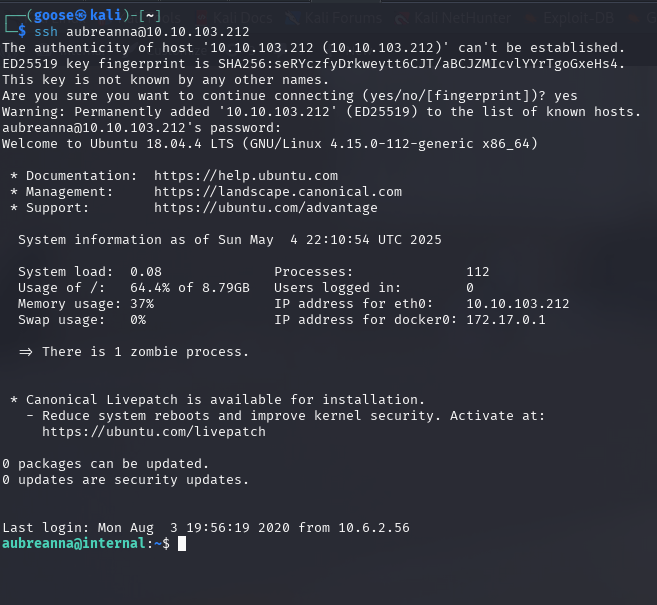 Kali Docs Kali Forums Kali NetHunter Exploit-DB
┌──(goose㉿kali)-[~]
└─$ ssh aubreanna@10.10.103.212
The authenticity of host '10.10.103.212 (10.10.103.212)' can't be established.
ED25519 key fingerprint is SHA256:seRYczfyDrkweytt6CJT/aBCJZMIcvlYYrTgoGxeHs4.
This key is not known by any other names.
Are you sure you want to continue connecting (yes/no/[fingerprint])? yes
Warning: Permanently added '10.10.103.212' (ED25519) to the list of known hosts.
aubreanna@10.10.103.212's password:
Welcome to Ubuntu 18.04.4 LTS (GNU/Linux 4.15.0-112-generic x86_64)
* Documentation:  https://help.ubuntu.com
* Management:     https://landscape.canonical.com
* Support:        https://ubuntu.com/advantage
System information as of Sun May  4 22:10:54 UTC 2025
System load:  0.08              Processes:              112
Usage of /:   64.4% of 8.79GB   Users logged in:        0
Memory usage: 37%               IP address for eth0:    10.10.103.212
Swap usage:   0%                IP address for docker0: 172.17.0.1
=> There is 1 zombie process.
* Canonical Livepatch is available for installation.
- Reduce system reboots and improve kernel security. Activate at:
https://ubuntu.com/livepatch
0 packages can be updated.
0 updates are security updates.
Last login: Mon Aug  3 19:56:19 2020 from 10.6.2.56
aubreanna@internal:~$